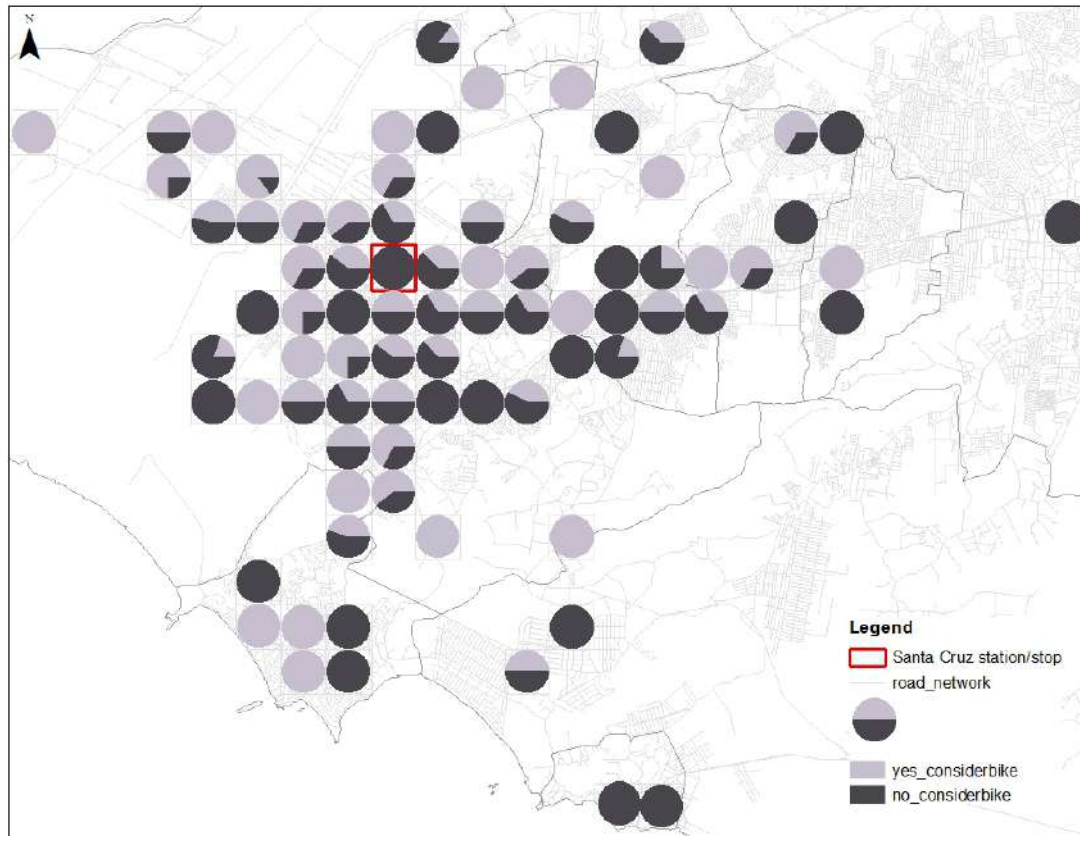 N
Legend
Santa Cruz station/stop
road_network
yes_considerbike
no_considerbike